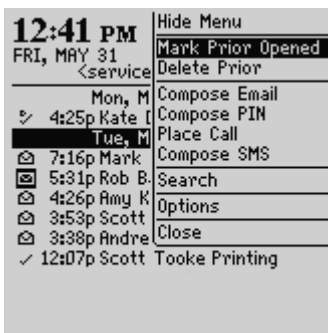 12:41 PM
FRI, MAY 31
<service
Mon, M
4:25p Kate
Tue, M
7:16p Mark
5:31p Rob B.
4:26p Amy K
3:53p Scott
3:38p Andre
12:07p Scott Tooke Printing
Hide Menu
Mark Prior Opened
Delete Prior
Compose Email
Compose PIN
Place Call
Compose SMS
Search
Options
Close